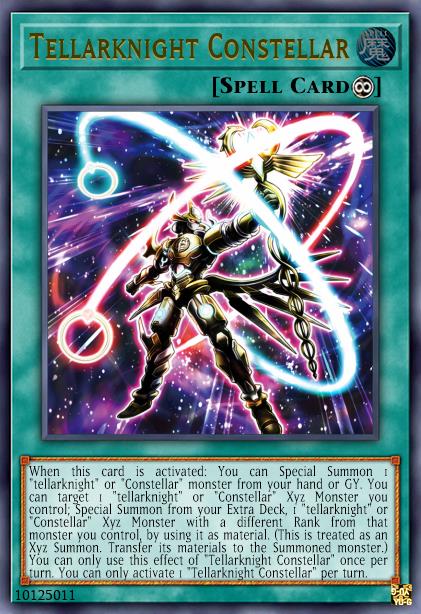 TELLARKNIGHT CONSTELLAR
[SPELL CARD]
When this card is activated: You can Special Summon 1
"tellarknight" or "Constellar" monster from your hand or GY. You
can target 1 "tellarknight" or "Constellar" Xyz Monster you
control; Special Summon from your Extra Deck, 1 "tellarknight" or
"Constellar" Xyz Monster with a different Rank from that
monster you control, by using it as material. (This is treated as an
Xyz Summon. Transfer its materials to the Summoned monster.)
You can only use this effect of "Tellarknight Constellar" once per
turn. You can only activate 1 "Tellarknight Constellar" per turn.
10125011